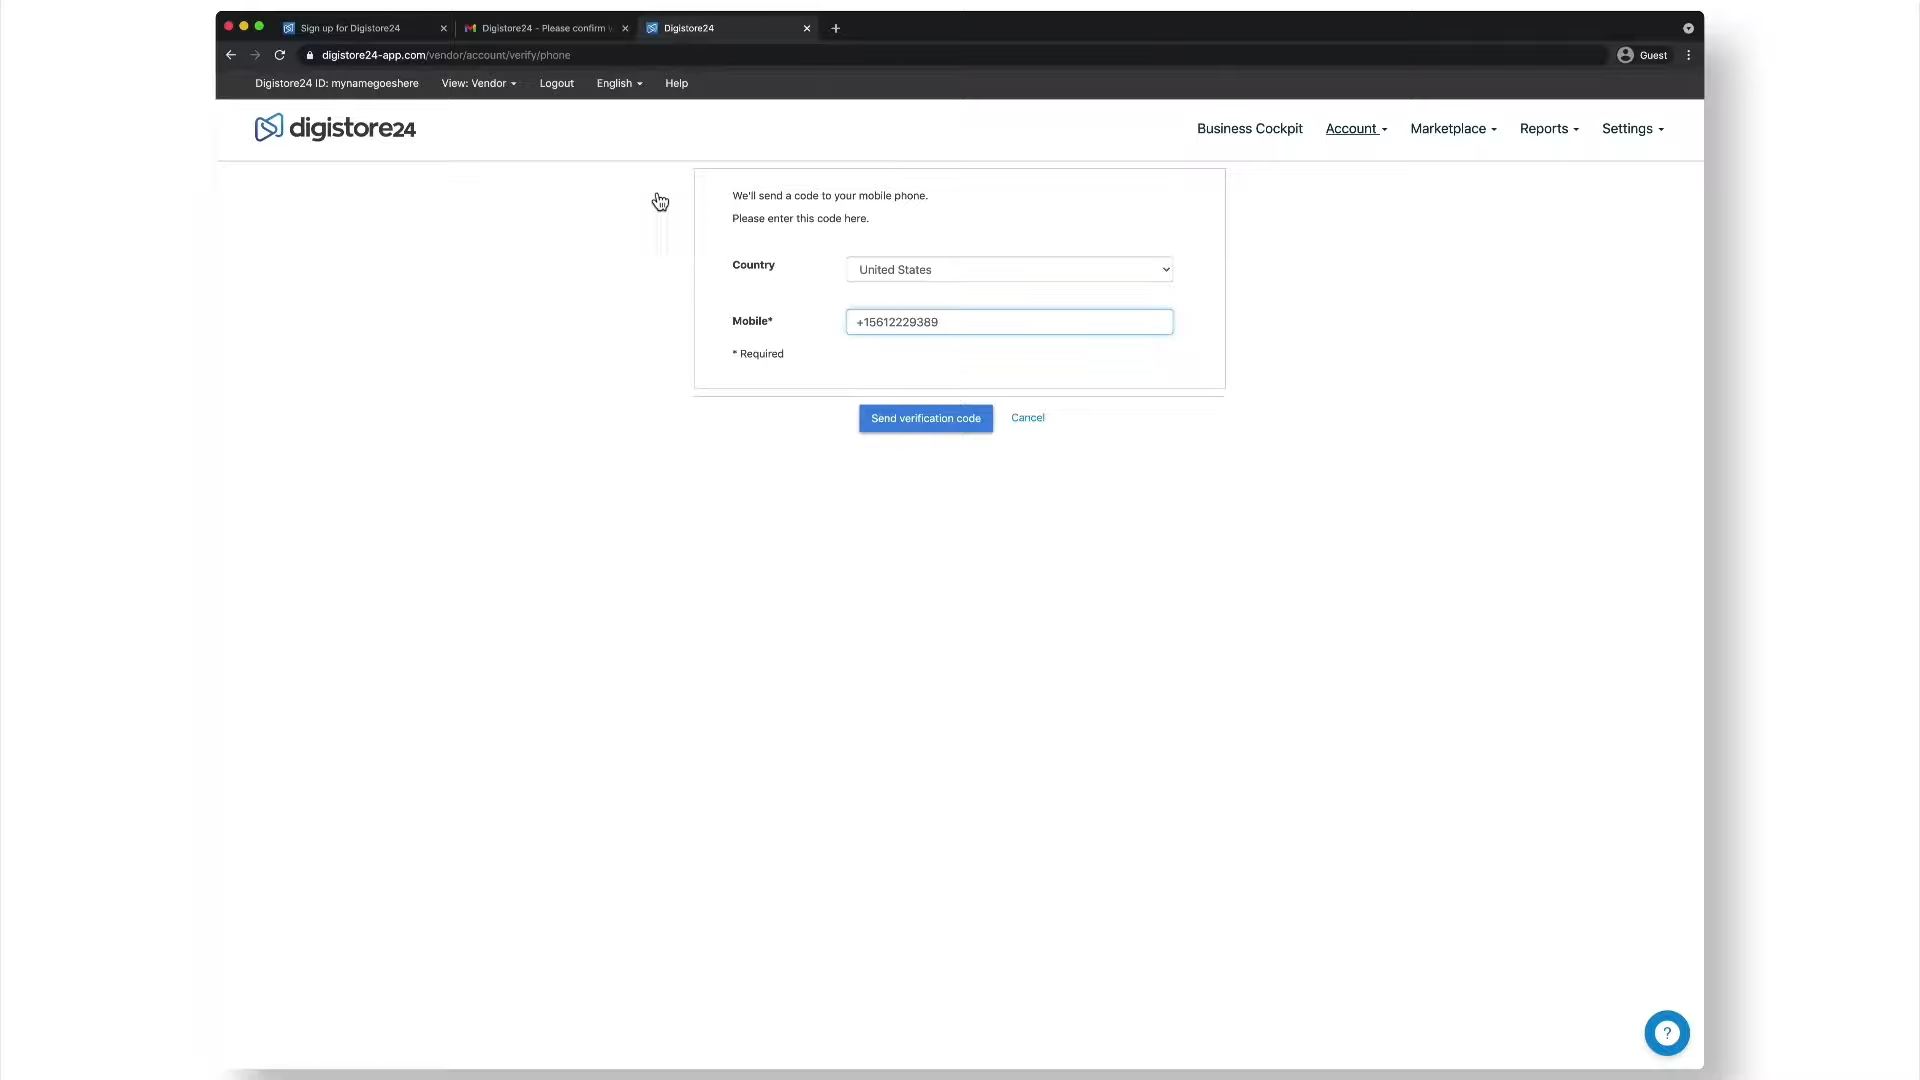 Sign up for Digistore24
Digistore24 - Please confirm
Digistore24
digistore24-app.com/vendor/account/verify/phone
Guest
Digistore24 ID: mynamegoeshere View: Vendor Logout English Help
digistore24
Business Cockpit Account Marketplace Reports Settings
We'll send a code to your mobile phone.
Please enter this code here.
Country United States
Mobile* +15612229389
* Required
Send verification code Cancel
?